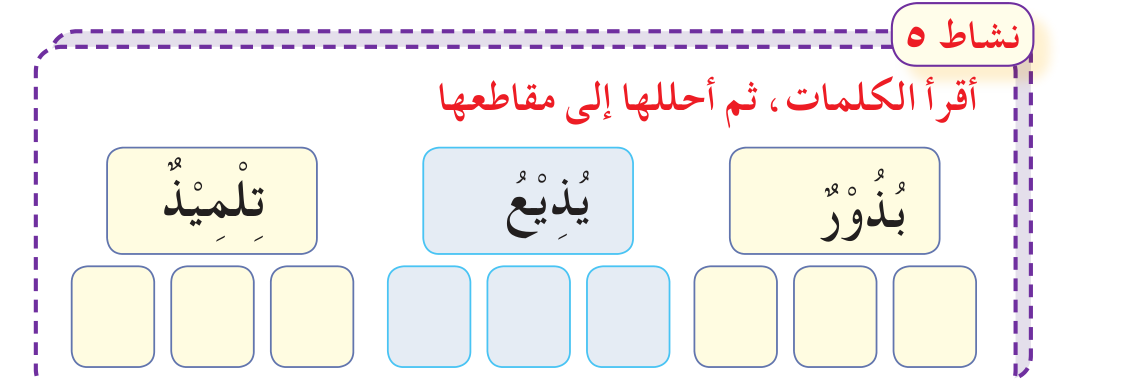 نشاط ٥
أقرأ الكلمات، ثم أحللها إلى مقاطعها
بُذُوْرٌ يُذِيْعُ تِلْمِيْذٌ